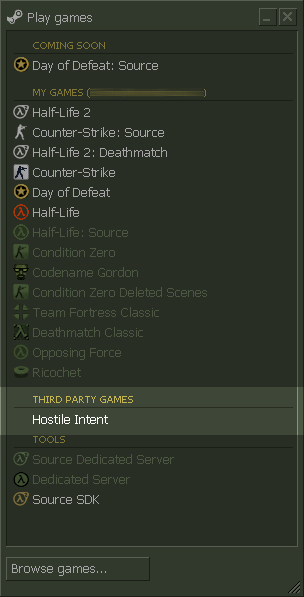 Play games
COMING SOON
Day of Defeat: Source
MY GAMES (                    )
Half-Life 2
Counter-Strike: Source
Half-Life 2: Deathmatch
Counter-Strike
Day of Defeat
Half-Life
Half-Life: Source
Condition Zero
Codename Gordon
Condition Zero Deleted Scenes
Team Fortress Classic
Deathmatch Classic
Opposing Force
Ricochet
THIRD PARTY GAMES
Hostile Intent
TOOLS
Source Dedicated Server
Dedicated Server
Source SDK
Browse games...